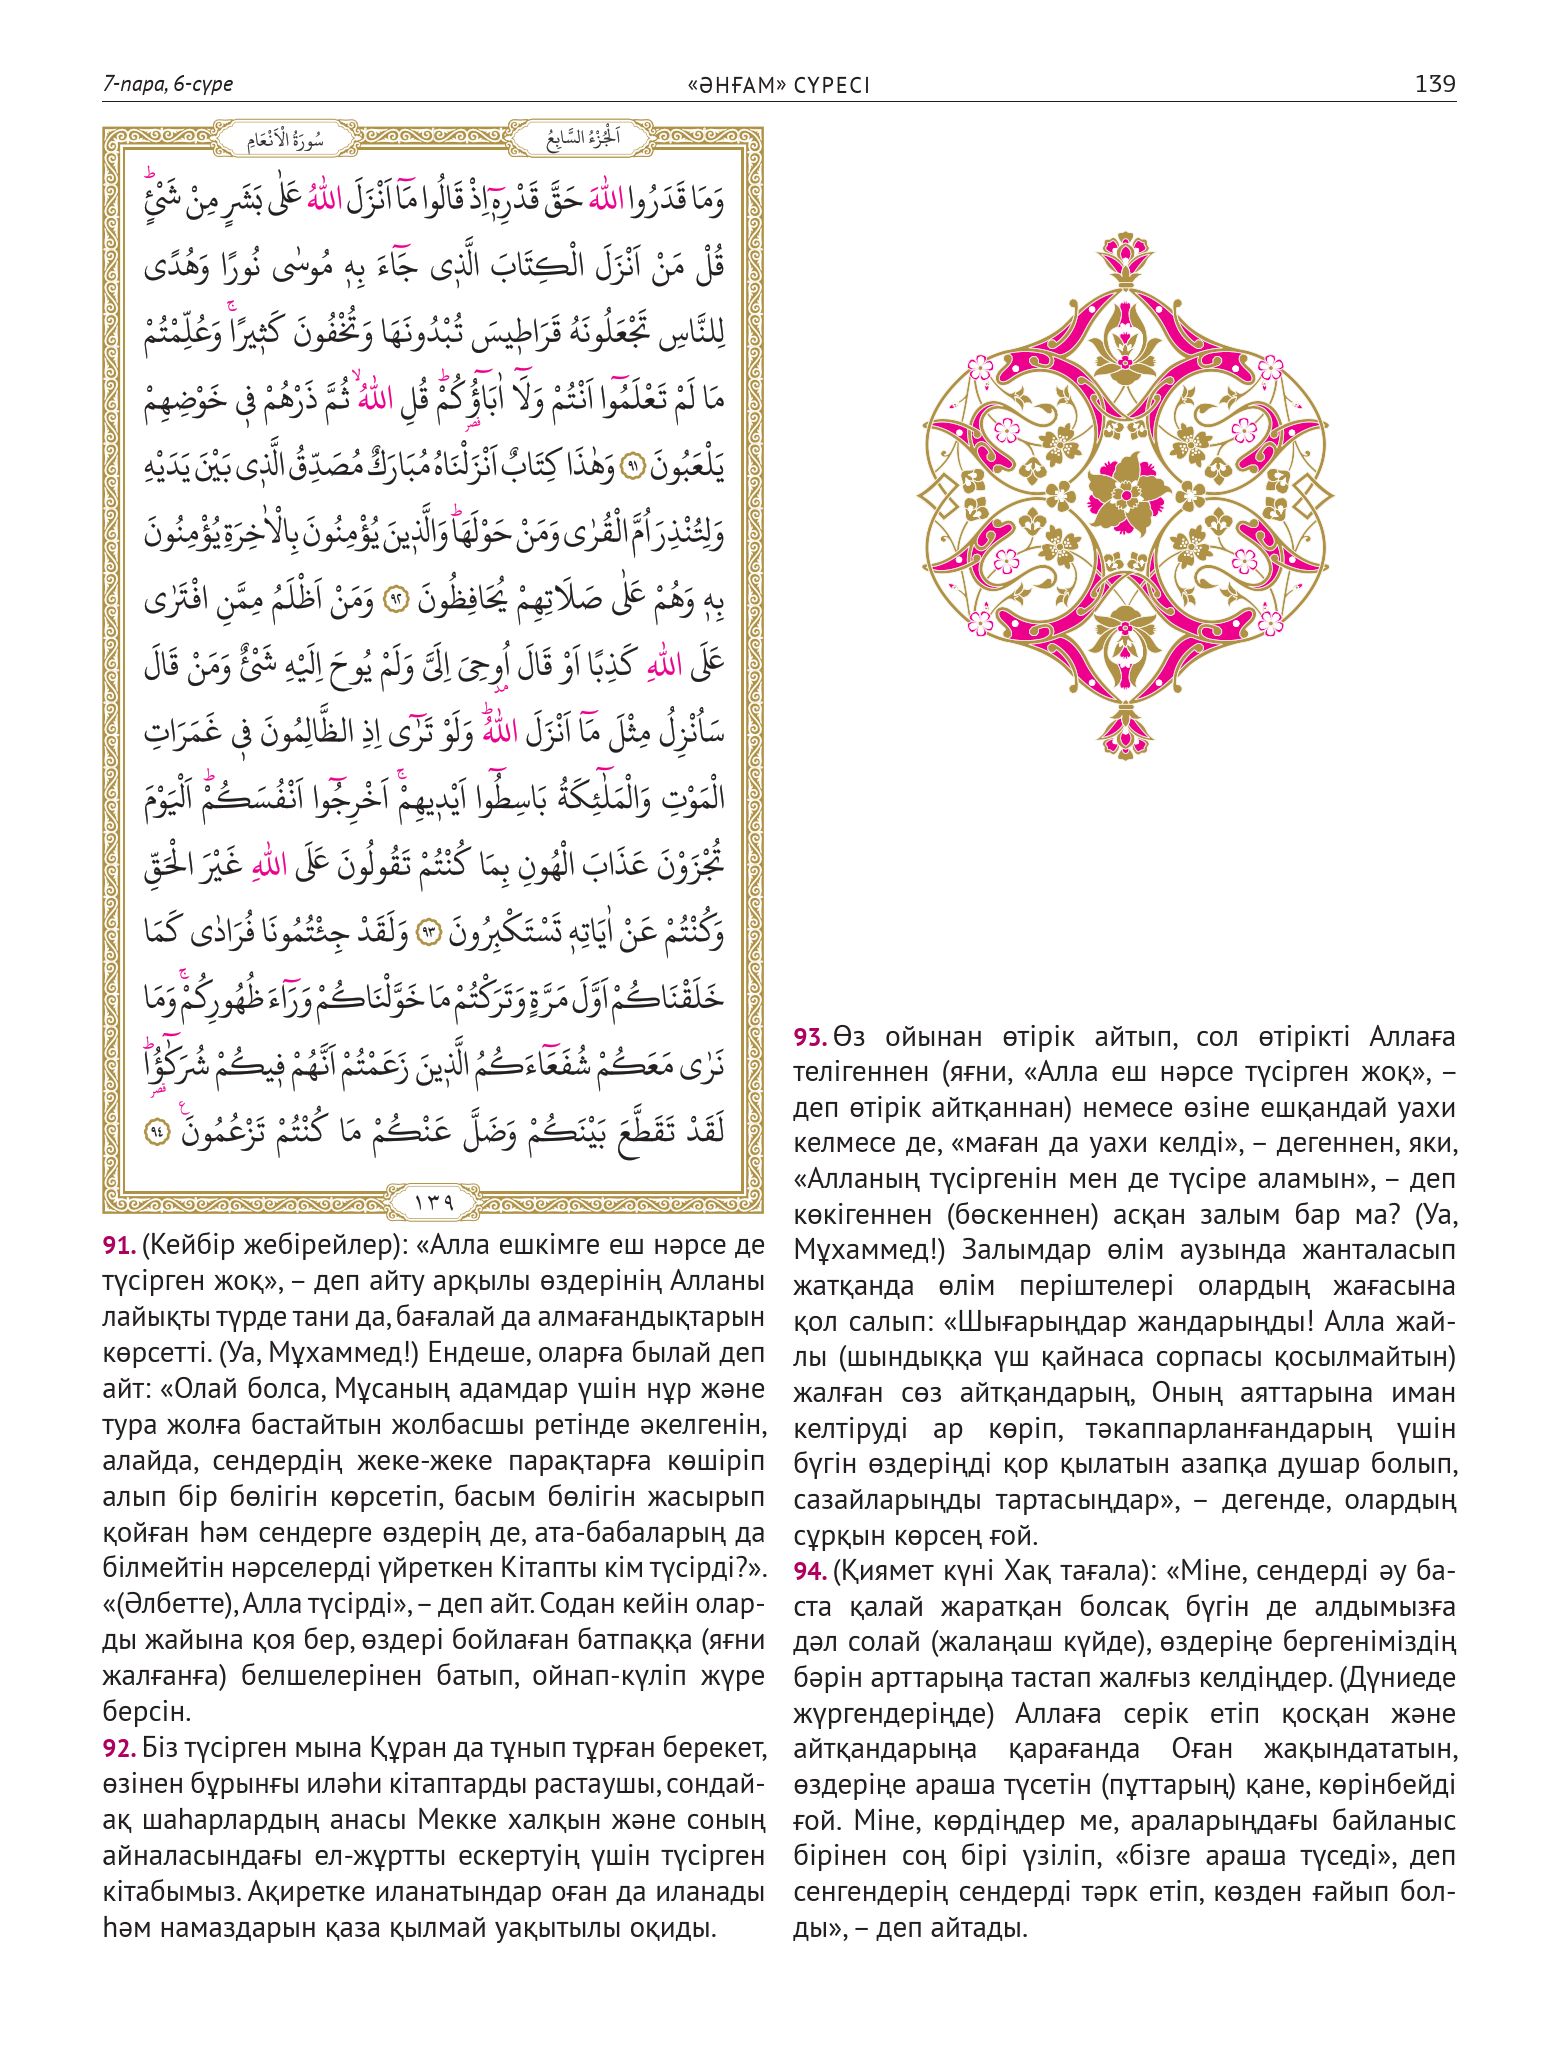 7-пара, 6-сүре
«ӘНҒАМ» СҮРЕСІ
139
اَلْجُزْءُ السَّابِعُ
سُورَةُ الْاَنْعَامِ
وَمَا قَدَرُوا اللّٰهَ حَقَّ قَدْرِه۪ٓ اِذْ قَالُوا مَٓا اَنْزَلَ اللّٰهُ عَلٰى بَشَرٍ مِنْ شَيْءٍۜ
قُلْ مَنْ اَنْزَلَ الْكِتَابَ الَّذ۪ى جَٓاءَ بِه۪ مُوسٰى نُورًا وَهُدًى
لِلنَّاسِ تَجْعَلُونَهُ قَرَاط۪يسَ تُبْدُونَهَا وَتُخْفُونَ كَث۪يرًاۚ وَعُلِّمْتُمْ
مَا لَمْ تَعْلَمُٓوا اَنْتُمْ وَلَٓا اٰبَٓاؤُ۬كُمْۜ قُلِ اللّٰهُۙ ثُمَّ ذَرْهُمْ ف۪ى خَوْضِهِمْ
يَلْعَبُونَ ﴿٩١﴾ وَهٰذَا كِتَابٌ اَنْزَلْنَاهُ مُبَارَكٌ مُصَدِّقُ الَّذ۪ى بَيْنَ يَدَيْهِ
وَلِتُنْذِرَ اُمَّ الْقُرٰى وَمَنْ حَوْلَهَاۜ وَالَّذ۪ينَ يُؤْمِنُونَ بِالْاٰخِرَةِ يُؤْمِنُونَ
بِه۪ وَهُمْ عَلٰى صَلَاتِهِمْ يُحَافِظُونَ ﴿٩٢﴾ وَمَنْ اَظْلَمُ مِمَّنِ افْتَرٰى
عَلَى اللّٰهِ كَذِبًا اَوْ قَالَ اُو۫حِىَ اِلَىَّ وَلَمْ يُوحَ اِلَيْهِ شَيْءٌ وَمَنْ قَالَ
سَاُنْزِلُ مِثْلَ مَٓا اَنْزَلَ اللّٰهُۜ وَلَوْ تَرٰٓى اِذِ الظَّالِمُونَ ف۪ى غَمَرَاتِ
الْمَوْتِ وَالْمَلٰٓئِكَةُ بَاسِطُٓوا اَيْد۪يهِمْۚ اَخْرِجُٓوا اَنْفُسَكُمْۜ اَلْيَوْمَ
تُجْزَوْنَ عَذَابَ الْهُونِ بِمَا كُنْتُمْ تَقُولُونَ عَلَى اللّٰهِ غَيْرَ الْحَقِّ
وَكُنْتُمْ عَنْ اٰيَاتِه۪ تَسْتَكْبِرُونَ ﴿٩٣﴾ وَلَقَدْ جِئْتُمُونَا فُرَادٰى كَمَا
خَلَقْنَاكُمْ اَوَّلَ مَرَّةٍ وَتَرَكْتُمْ مَا خَوَّلْنَاكُمْ وَرَٓاءَ ظُهُورِكُمْۚ وَمَا
نَرٰى مَعَكُمْ شُفَعَٓاءَكُمُ الَّذ۪ينَ زَعَمْتُمْ اَنَّهُمْ ف۪يكُمْ شُرَكٰٓؤُ۬اۜ
لَقَدْ تَقَطَّعَ بَيْنَكُمْ وَضَلَّ عَنْكُمْ مَا كُنْتُمْ تَزْعُمُونَ۟ ﴿٩٤﴾
١٣٩
91. (Кейбір жебірейлер): «Алла ешкімге еш нәрсе де
түсірген жоқ», – деп айту арқылы өздерінің Алланы
лайықты түрде тани да, бағалай да алмағандықтарын
көрсетті. (Уа, Мұхаммед!) Ендеше, оларға былай деп
айт: «Олай болса, Мұсаның адамдар үшін нұр және
тура жолға бастайтын жолбасшы ретінде әкелгенін,
алайда, сендердің жеке-жеке парақтарға көшіріп
алып бір бөлігін көрсетіп, басым бөлігін жасырып
қойған һәм сендерге өздерің де, ата-бабаларың да
білмейтін нәрселерді үйреткен Кітапты кім түсірді?».
«(Әлбетте), Алла түсірді», – деп айт. Содан кейін олар-
ды жайына қоя бер, өздері бойлаған батпаққа (яғни
жалғанға) белшелерінен батып, ойнап-күліп жүре
берсін.
92. Біз түсірген мына Құран да тұнып тұрған берекет,
өзінен бұрынғы иләһи кітаптарды растаушы, сондай-
ақ шаһарлардың анасы Мекке халқын және соның
айналасындағы ел-жұртты ескертуің үшін түсірген
кітабымыз. Ақиретке иланатындар оған да иланады
һәм намаздарын қаза қылмай уақытылы оқиды.
93. Өз ойынан өтірік айтып, сол өтірікті Аллаға
телігеннен (яғни, «Алла еш нәрсе түсірген жоқ», –
деп өтірік айтқаннан) немесе өзіне ешқандай уахи
келмесе де, «маған да уахи келді», – дегеннен, яки,
«Алланың түсіргенін мен де түсіре аламын», – деп
көкігеннен (бөскеннен) асқан залым бар ма? (Уа,
Мұхаммед!) Залымдар өлім аузында жанталасып
жатқанда өлім періштелері олардың жағасына
қол салып: «Шығарыңдар жандарыңды! Алла жай-
лы (шындыққа үш қайнаса сорпасы қосылмайтын)
жалған сөз айтқандарың, Оның аяттарына иман
келтіруді ар көріп, тәкаппарланғандарың үшін
бүгін өздеріңді қор қылатын азапқа душар болып,
сазайларыңды тартасыңдар», – дегенде, олардың
сұрқын көрсең ғой.
94. (Қиямет күні Хақ тағала): «Міне, сендерді әу ба-
ста қалай жаратқан болсақ бүгін де алдымызға
дәл солай (жалаңаш күйде), өздеріңе бергеніміздің
бәрін арттарыңа тастап жалғыз келдіңдер. (Дүниеде
жүргендеріңде) Аллаға серік етіп қосқан және
айтқандарыңа қарағанда Оған жақындататын,
өздеріңе араша түсетін (пұттарың) қане, көрінбейді
ғой. Міне, көрдіңдер ме, араларыңдағы байланыс
бірінен соң бірі үзіліп, «бізге араша түседі», деп
сенгендерің сендерді тәрк етіп, көзден ғайып бол-
ды», – деп айтады.